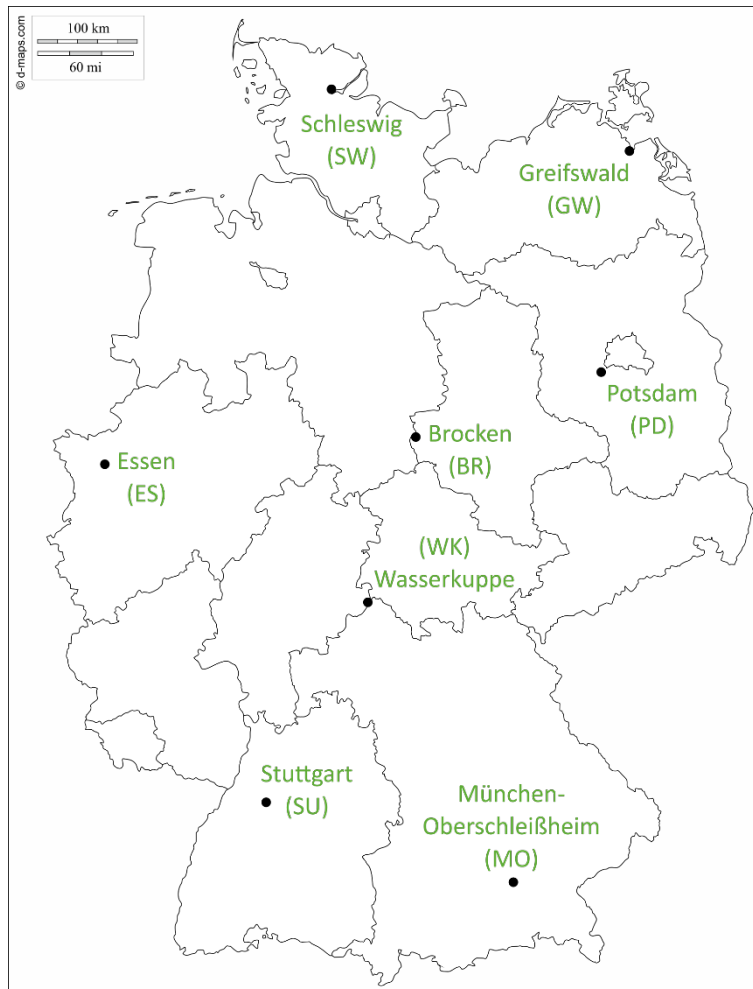 100 km
60 mi
© d-maps.com
Schleswig
(SW)
Greifswald
(GW)
Potsdam
(PD)
Brocken
(BR)
Essen
(ES)
(WK)
Wasserkuppe
Stuttgart
(SU)
München-
Oberschleißheim
(MO)